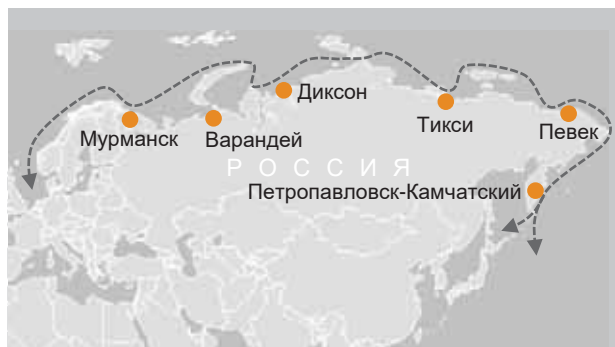 Диксон
Тикси
Певек
Мурманск
Варандей
РОССИЯ
Петропавловск-Камчатский